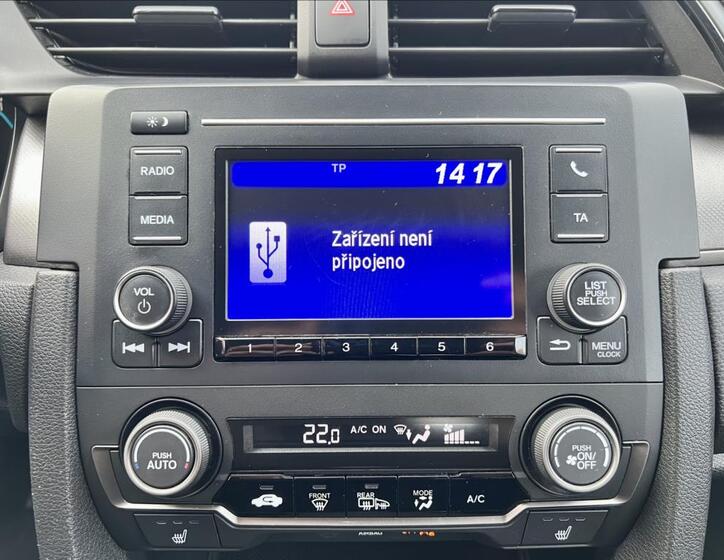 TP
14 17
RADIO
MEDIA
Zařízení není
připojeno
TA
VOL
LIST
PUSH
SELECT
1 2 3 4 5 6
MENU
CLOCK
22.0 A/C ON
PUSH
AUTO
PUSH
ON/
OFF
FRONT
REAR
MODE
A/C